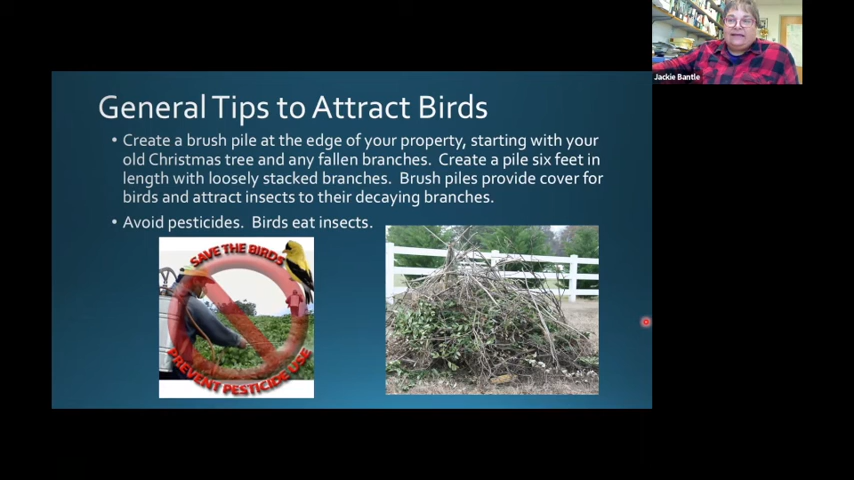 Jackie Bantle
General Tips to Attract Birds
• Create a brush pile at the edge of your property, starting with your
old Christmas tree and any fallen branches. Create a pile six feet in
length with loosely stacked branches. Brush piles provide cover for
birds and attract insects to their decaying branches.
• Avoid pesticides. Birds eat insects.
SAVE THE BIRDS
PREVENT PESTICIDE USE